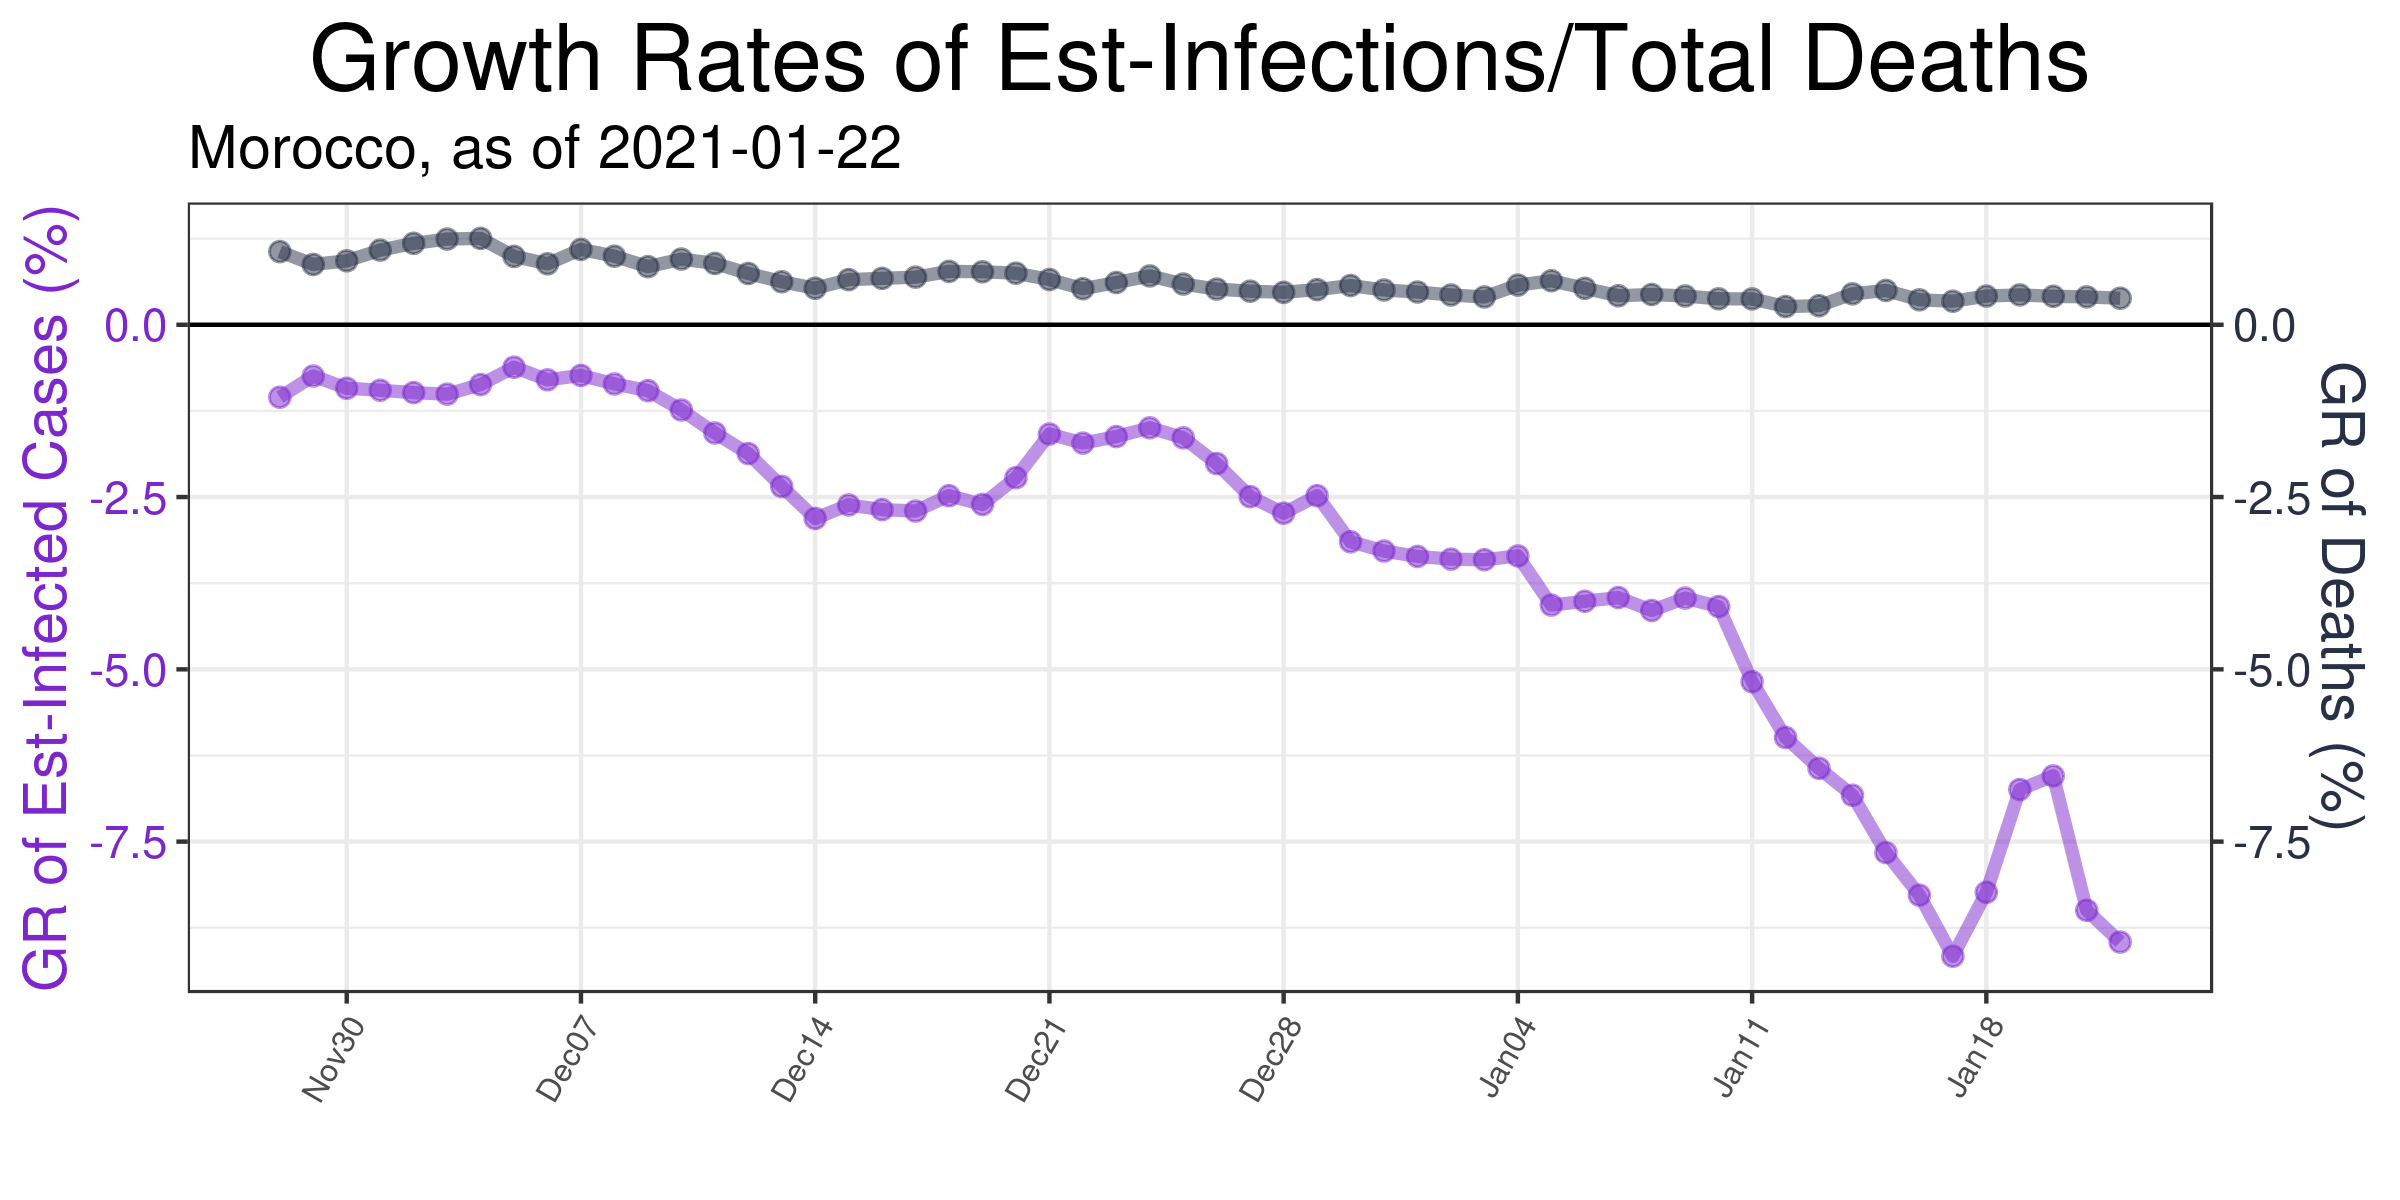 Growth Rates of Est-Infections/Total Deaths
Morocco, as of 2021-01-22
GR of Est-Infected Cases (%)
0.0
-2.5
-5.0
-7.5
0.0
-2.5
-5.0
-7.5
GR of Deaths (%)
Nov30
Dec07
Dec14
Dec21
Dec28
Jan04
Jan11
Jan18